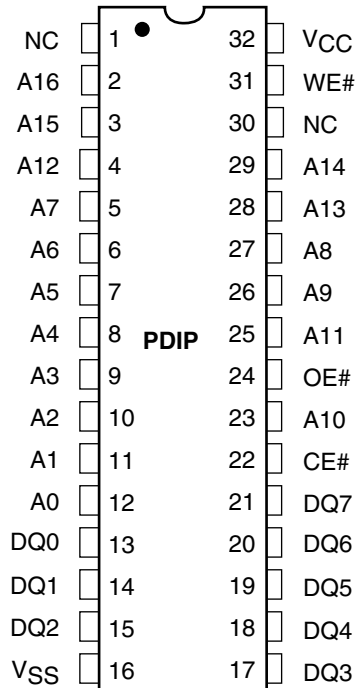 NC 1 32 VCC
A16 2 31 WE#
A15 3 30 NC
A12 4 29 A14
A7 5 28 A13
A6 6 27 A8
A5 7 26 A9
A4 8 PDIP 25 A11
A3 9 24 OE#
A2 10 23 A10
A1 11 22 CE#
A0 12 21 DQ7
DQ0 13 20 DQ6
DQ1 14 19 DQ5
DQ2 15 18 DQ4
VSS 16 17 DQ3